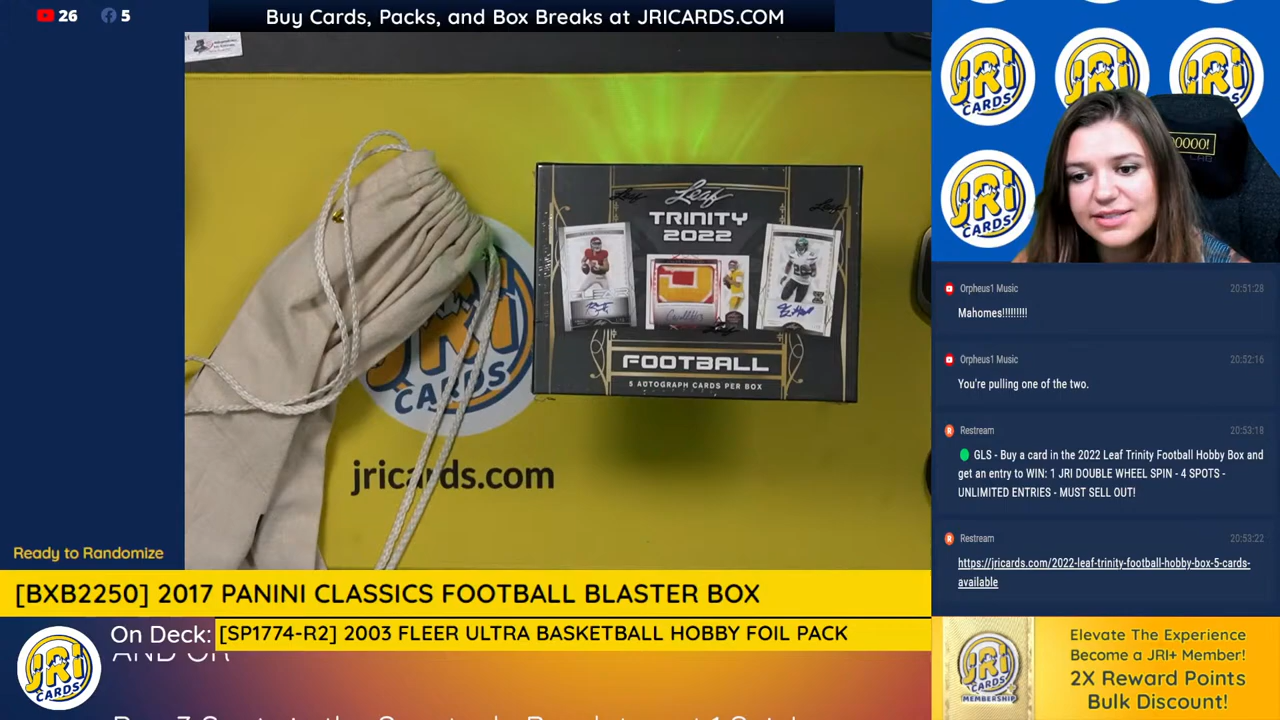 26
5
Buy Cards, Packs, and Box Breaks at JRICARDS.COM
JRI
CARDS
JRI
CARDS
JRI
CARDS
JRI
CARDS
0000!
Leaf
Leaf
Leaf
TRINITY
2022
FOOTBALL
5 AUTOGRAPH CARDS PER BOX
JRI
CARDS
jricards.com
Orpheus1 Music
20:51:28
Mahomes!!!!!!!!!
Orpheus1 Music
20:52:16
You're pulling one of the two.
Restream
20:53:18
GLS - Buy a card in the 2022 Leaf Trinity Football Hobby Box and
get an entry to WIN: 1 JRI DOUBLE WHEEL SPIN - 4 SPOTS -
UNLIMITED ENTRIES - MUST SELL OUT!
Restream
20:53:22
https://jricards.com/2022-leaf-trinity-football-hobby-box-5-cards-
available
Ready to Randomize
[BXB2250] 2017 PANINI CLASSICS FOOTBALL BLASTER BOX
On Deck: [SP1774-R2] 2003 FLEER ULTRA BASKETBALL HOBBY FOIL PACK
AND OR
JRI
CARDS
JRI
CARDS
MEMBERSHIP
Elevate The Experience
Become a JRI+ Member!
2X Reward Points
Bulk Discount!